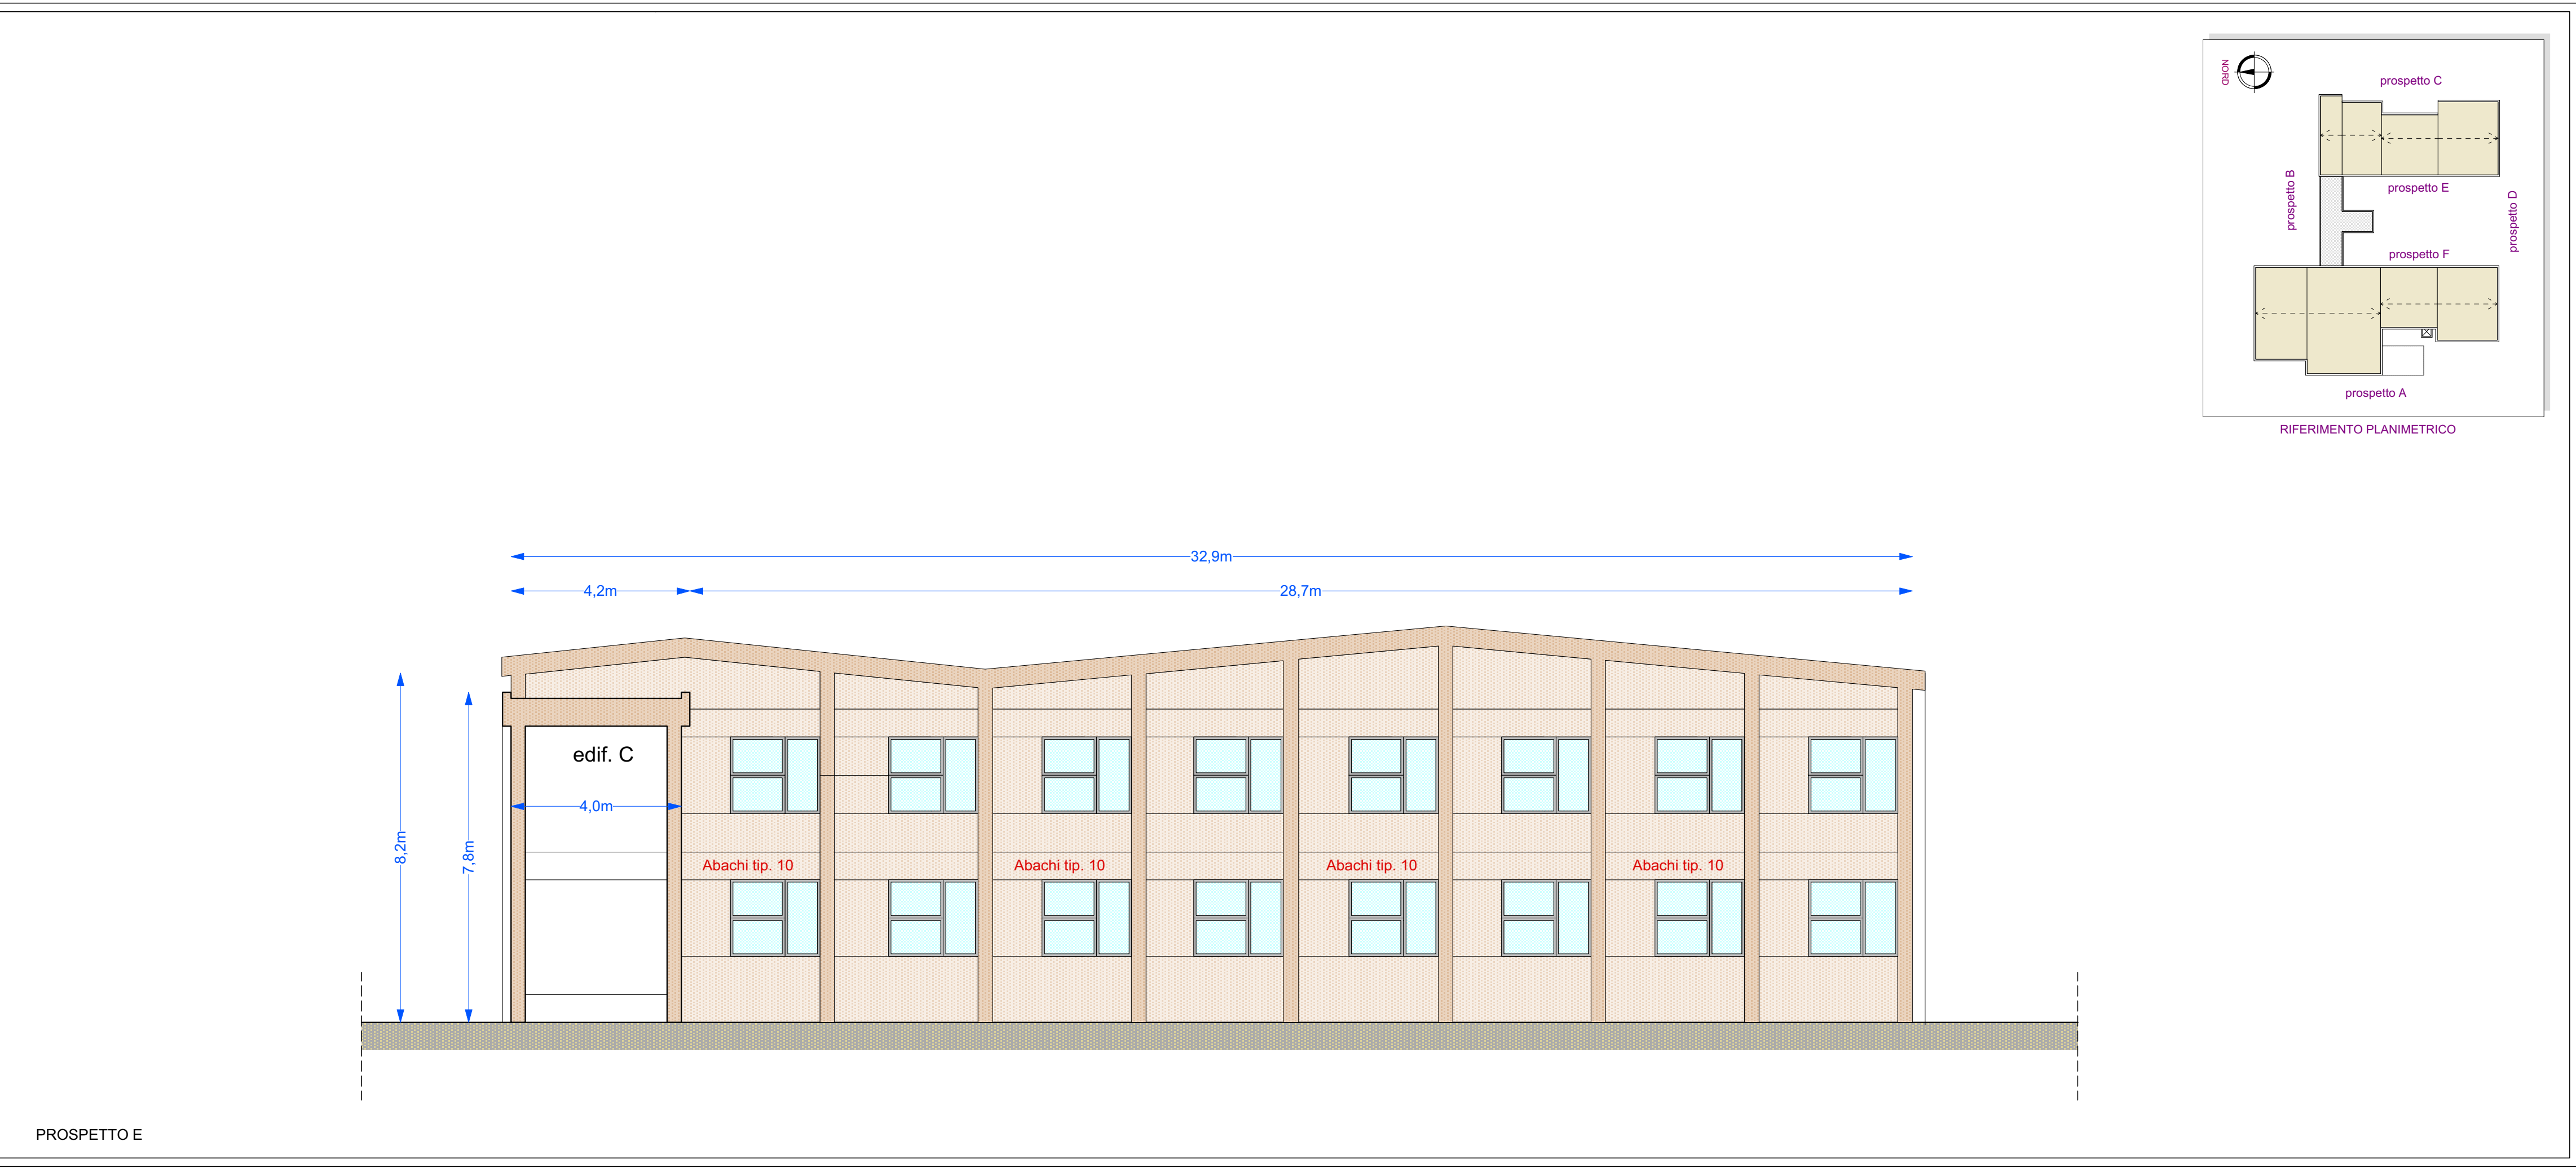 NORD
prospetto C
prospetto B
prospetto E
prospetto D
prospetto F
prospetto A
RIFERIMENTO PLANIMETRICO
32,9m
4,2m
28,7m
edif. C
4,0m
8,2m
7,8m
Abachi tip. 10
Abachi tip. 10
Abachi tip. 10
Abachi tip. 10
PROSPETTO E